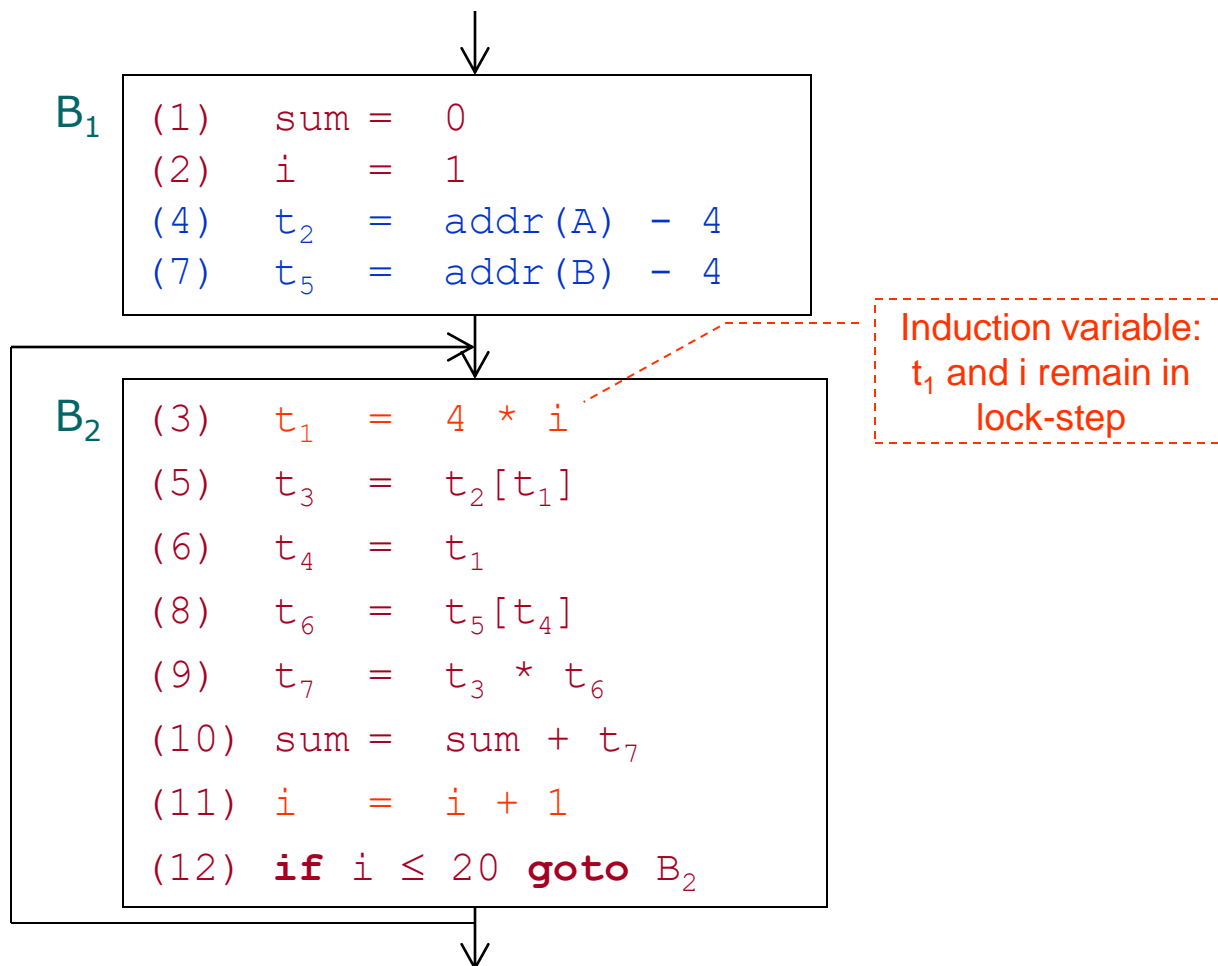 B₁
(1) sum = 0
(2) i = 1
(4) t₂ = addr(A) - 4
(7) t₅ = addr(B) - 4
Induction variable:
t₁ and i remain in
lock-step
B₂
(3) t₁ = 4 * i
(5) t₃ = t₂[t₁]
(6) t₄ = t₁
(8) t₆ = t₅[t₄]
(9) t₇ = t₃ * t₆
(10) sum = sum + t₇
(11) i = i + 1
(12) if i ≤ 20 goto B₂